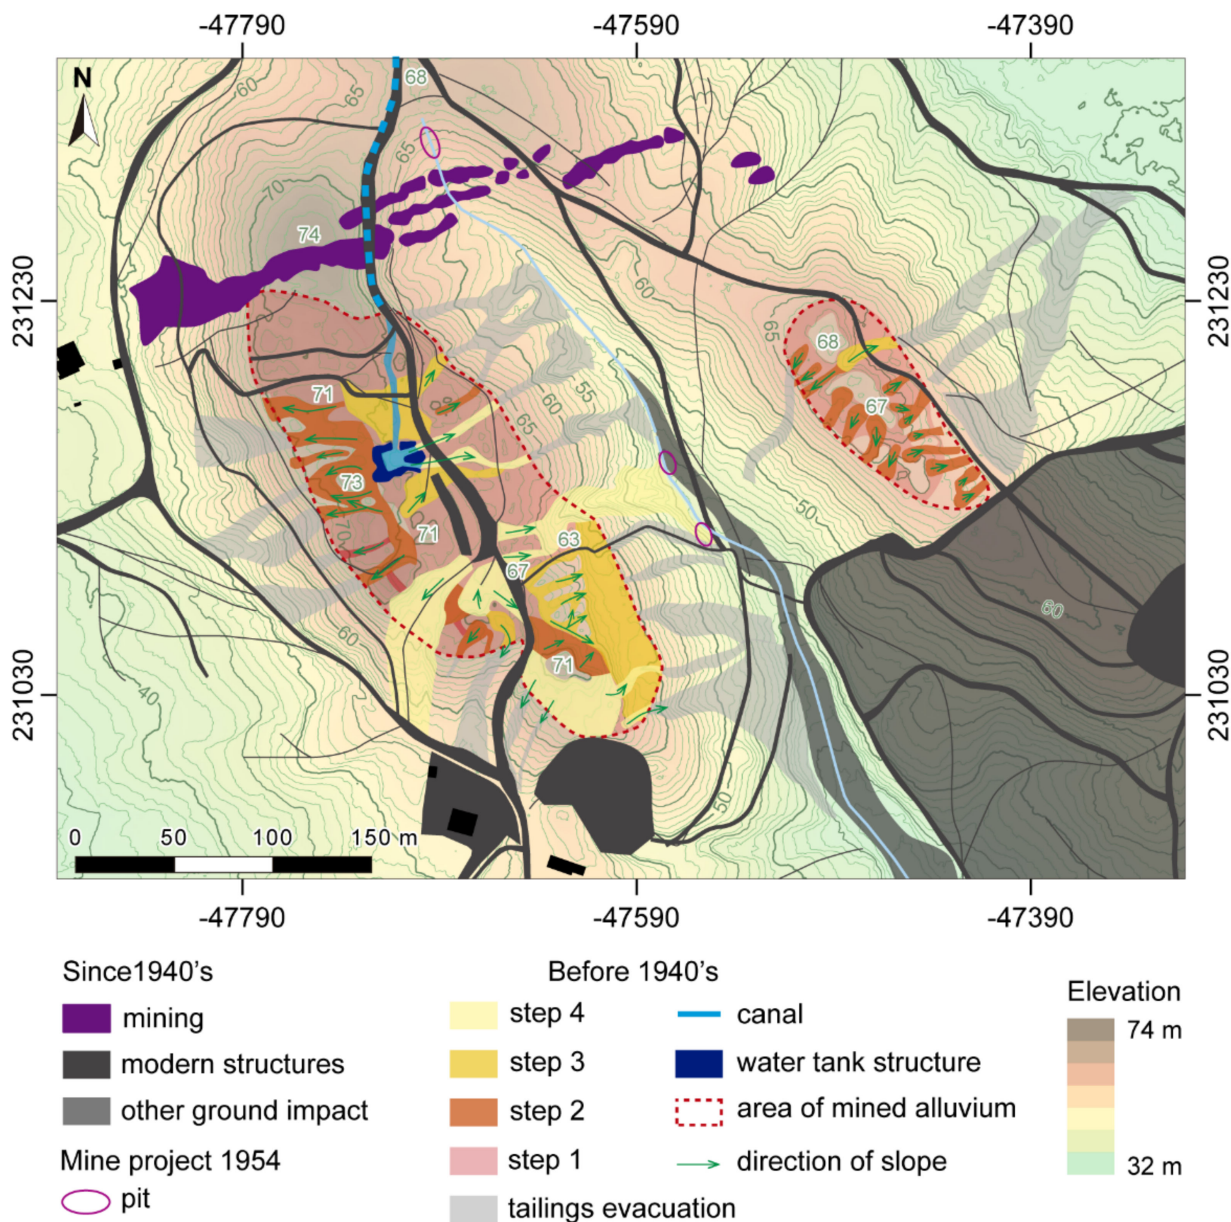 -47790 -47590 -47390
N
68
60
65
65
70
74
60
65
68
71
55
60
65
67
73
70
71
63
67
50
60
60
71
40
50
231230
231030
231230
231030
0 50 100 150 m
-47790 -47590 -47390
Since1940's
mining
modern structures
other ground impact
Mine project 1954
pit
Before 1940's
step 4
step 3
step 2
step 1
tailings evacuation
canal
water tank structure
area of mined alluvium
direction of slope
Elevation
74 m
32 m